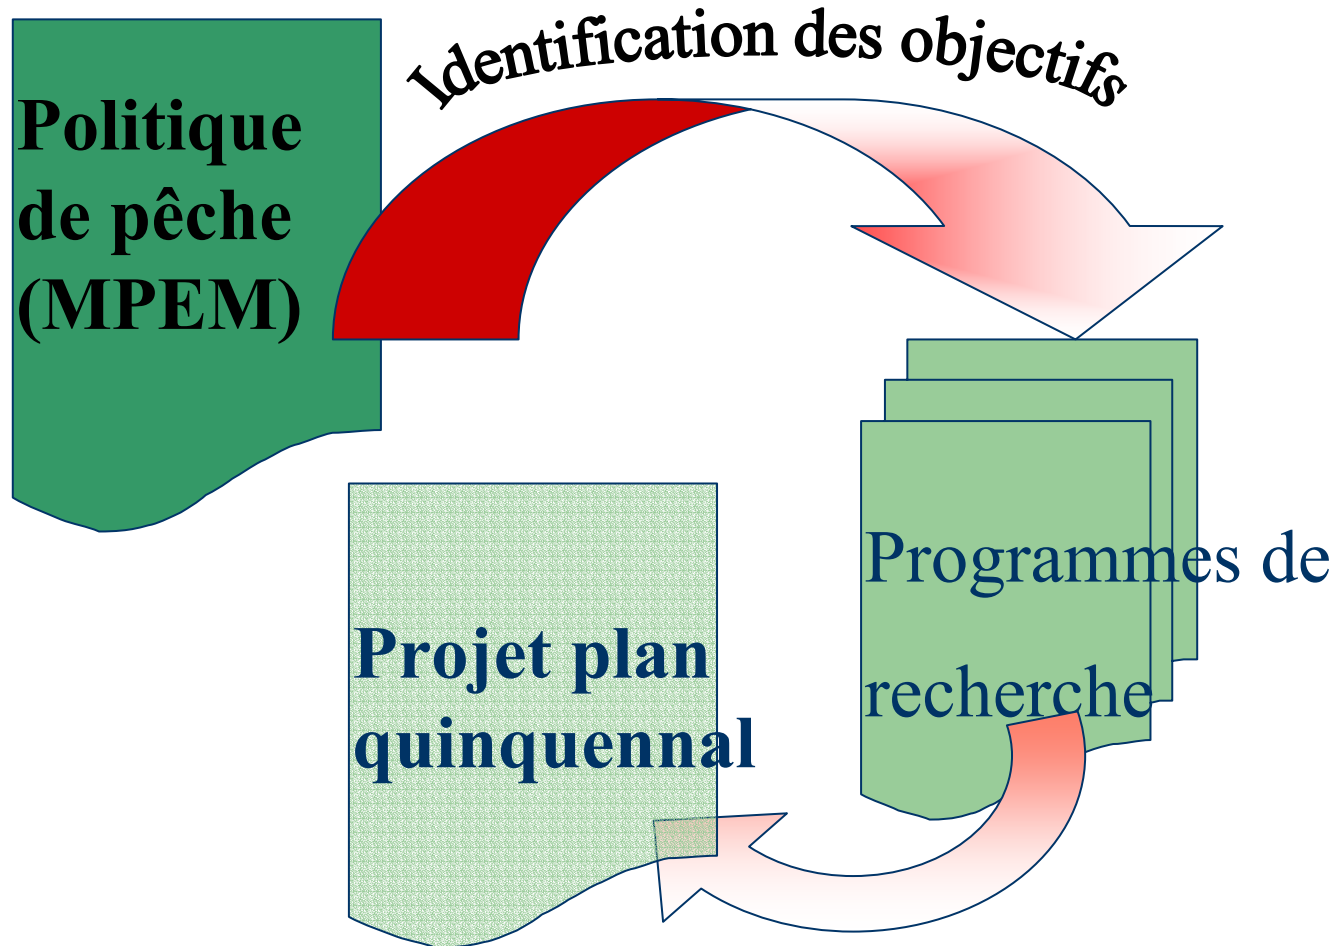 Identification des objectifs
Politique
de pêche
(MPEM)
Programmes de
recherche
Projet plan
quinquennal